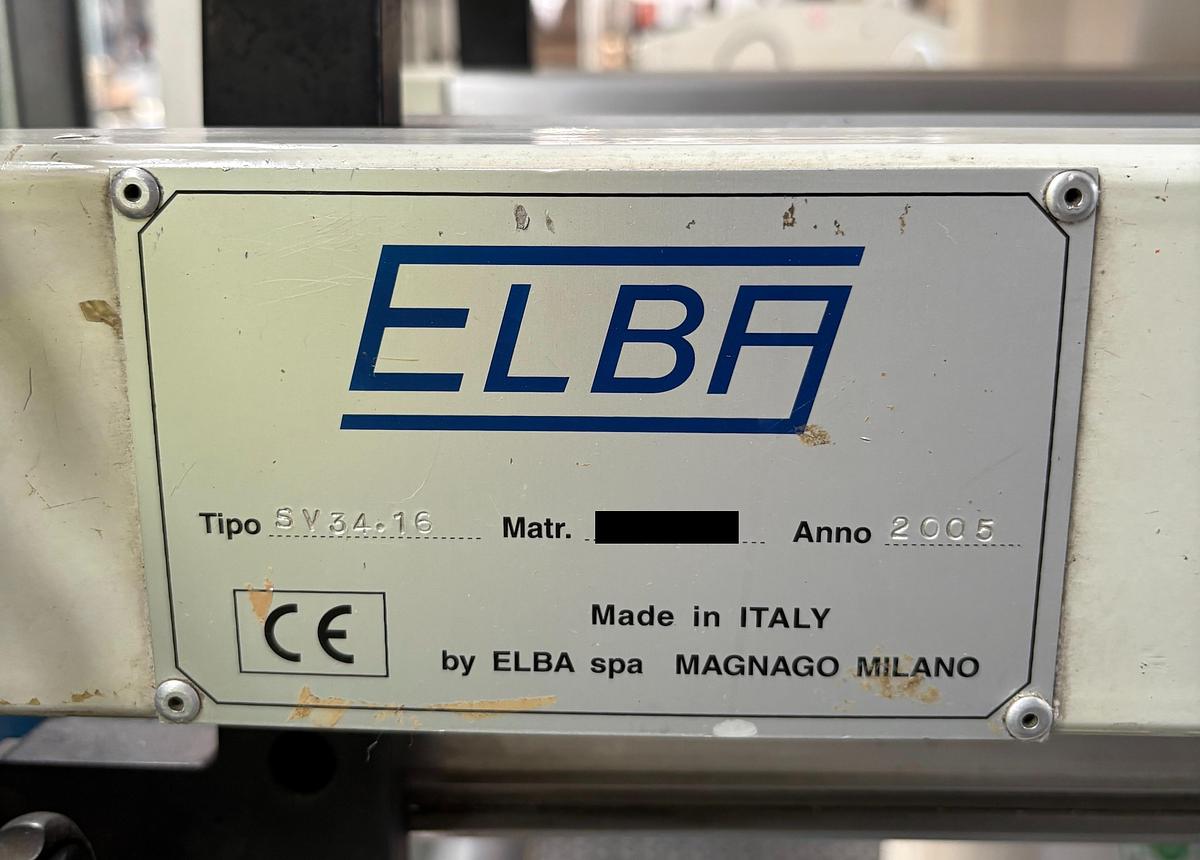 ELBA
Tipo SV34.16 Matr. Anno 2005
CE
Made in ITALY
by ELBA spa MAGNAGO MILANO